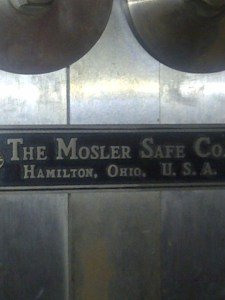 The Mosler Safe Co.
Hamilton, Ohio, U.S.A.